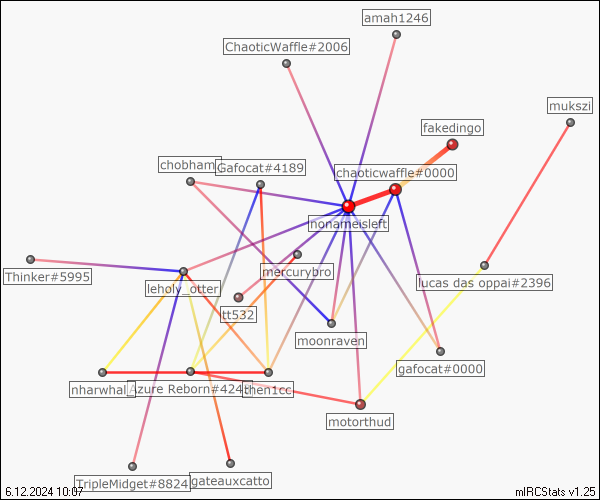 amah1246
ChaoticWaffle#2006
mukszi
fakedingo
chobham
Gafocat#4189
chaoticwaffle#0000
nonameisleft
mercurybro
Thinker#5995
leholy_otter
lucas das oppai#2396
tt532
moonraven
gafocat#0000
nharwhal
Azure Reborn#424
then1cc
motorthud
TripleMidget#8824
gateauxcatto
6.12.2024 10:07
mIRCStats v1.25